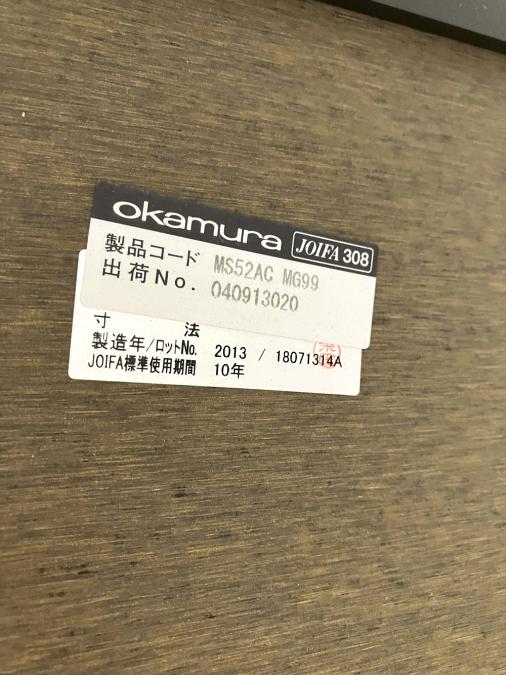 okamura JOIFA 308
製品コード MS52AC MG99
出荷No. 040913020
寸 法
製造年/ロットNo. 2013 / 18071314A
JOIFA標準使用期間 10年